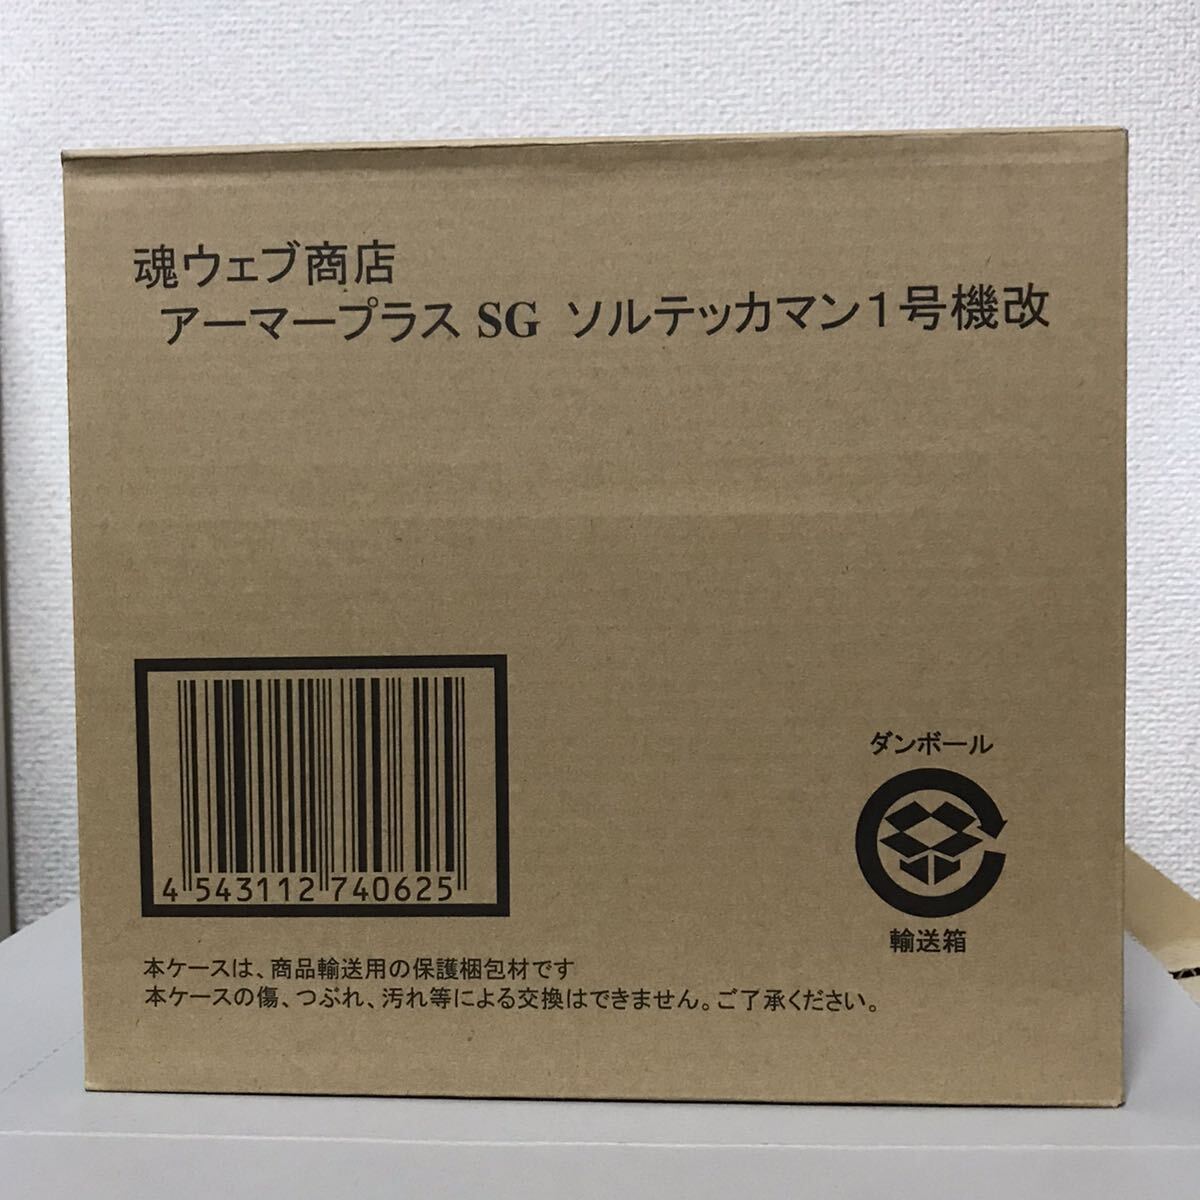 魂ウェブ商店
アーマープラス SG ソルテッカマン1号機改
4 543112 740625
ダンボール
輸送箱
本ケースは、商品輸送用の保護梱包材です
本ケースの傷、つぶれ、汚れ等による交換はできません。ご了承ください。